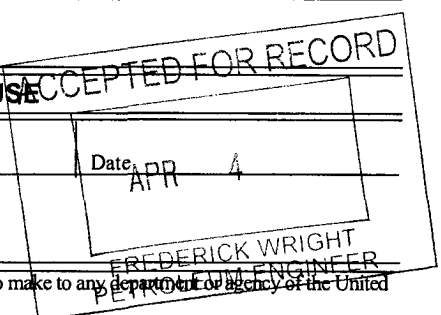 ACCEPTED FOR RECORD
USE
Date
APR 4
FREDERICK WRIGHT
PETROLEUM ENGINEER
o make to any department or agency of the United